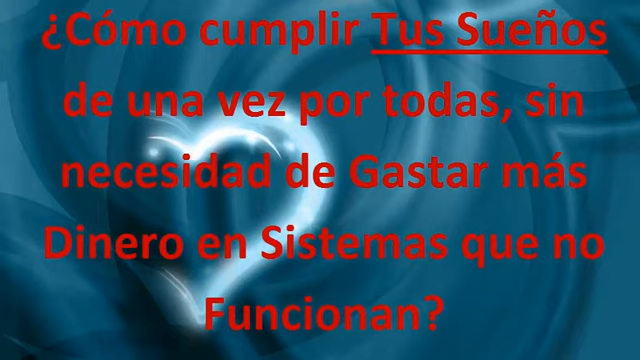 ¿Cómo cumplir Tus Sueños
de una vez por todas, sin
necesidad de Gastar más
Dinero en Sistemas que no
Funcionan?